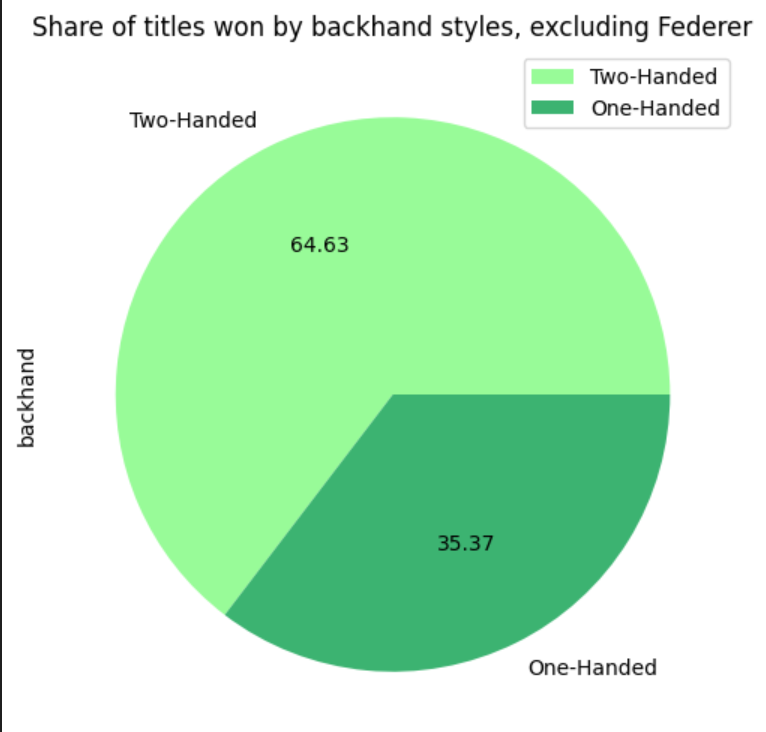 Share of titles won by backhand styles, excluding Federer
Two-Handed
One-Handed
Two-Handed
64.63
backhand
35.37
One-Handed